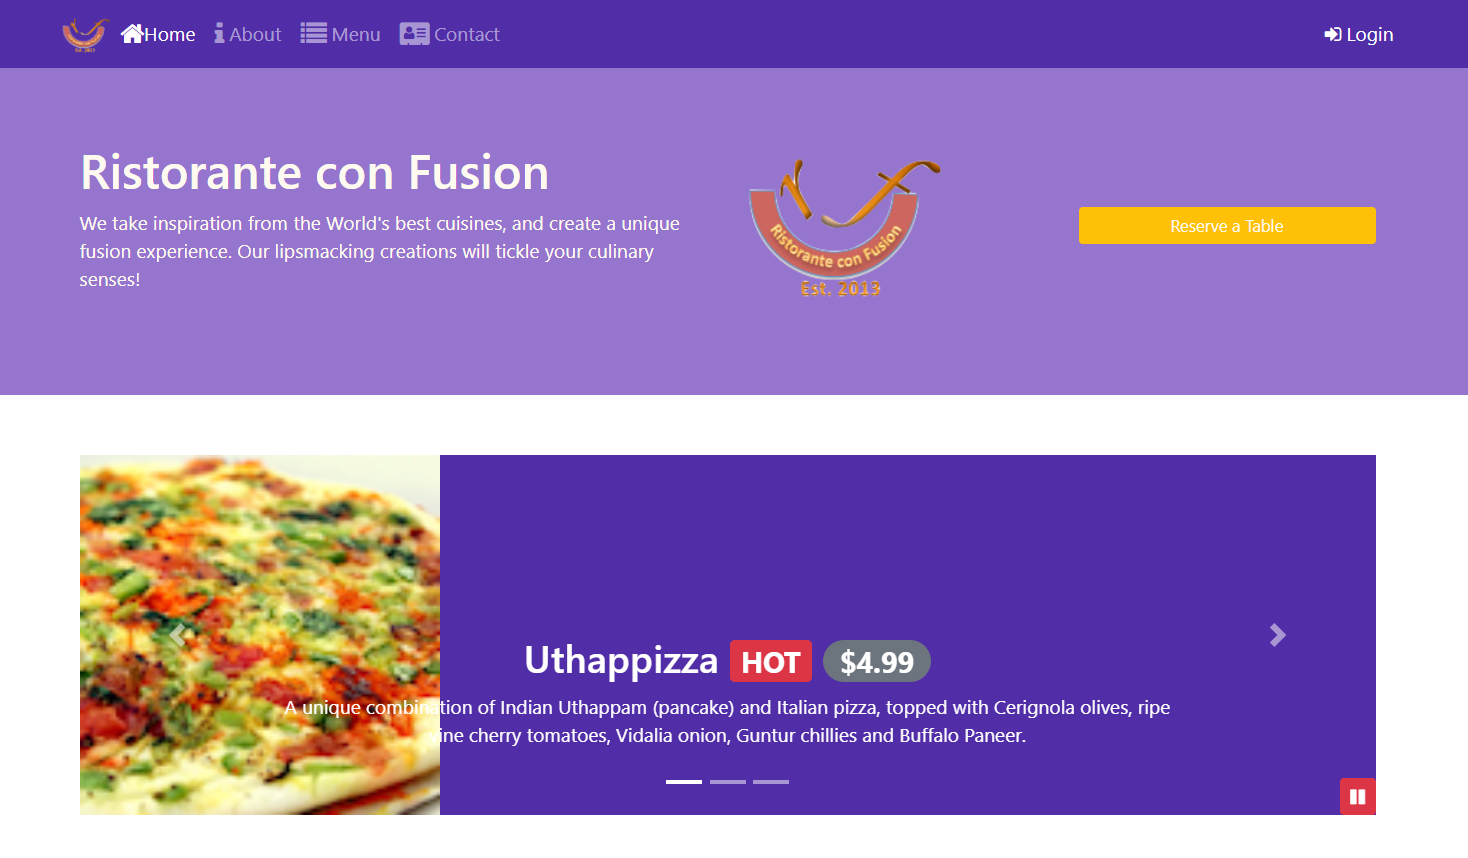 Home About Menu Contact Login
Ristorante con Fusion
We take inspiration from the World's best cuisines, and create a unique
fusion experience. Our lipsmacking creations will tickle your culinary
senses!
Ristorante con Fusion
Est. 2013
Reserve a Table
Uthappizza HOT $4.99
A unique combination of Indian Uthappam (pancake) and Italian pizza, topped with Cerignola olives, ripe
vine cherry tomatoes, Vidalia onion, Guntur chillies and Buffalo Paneer.